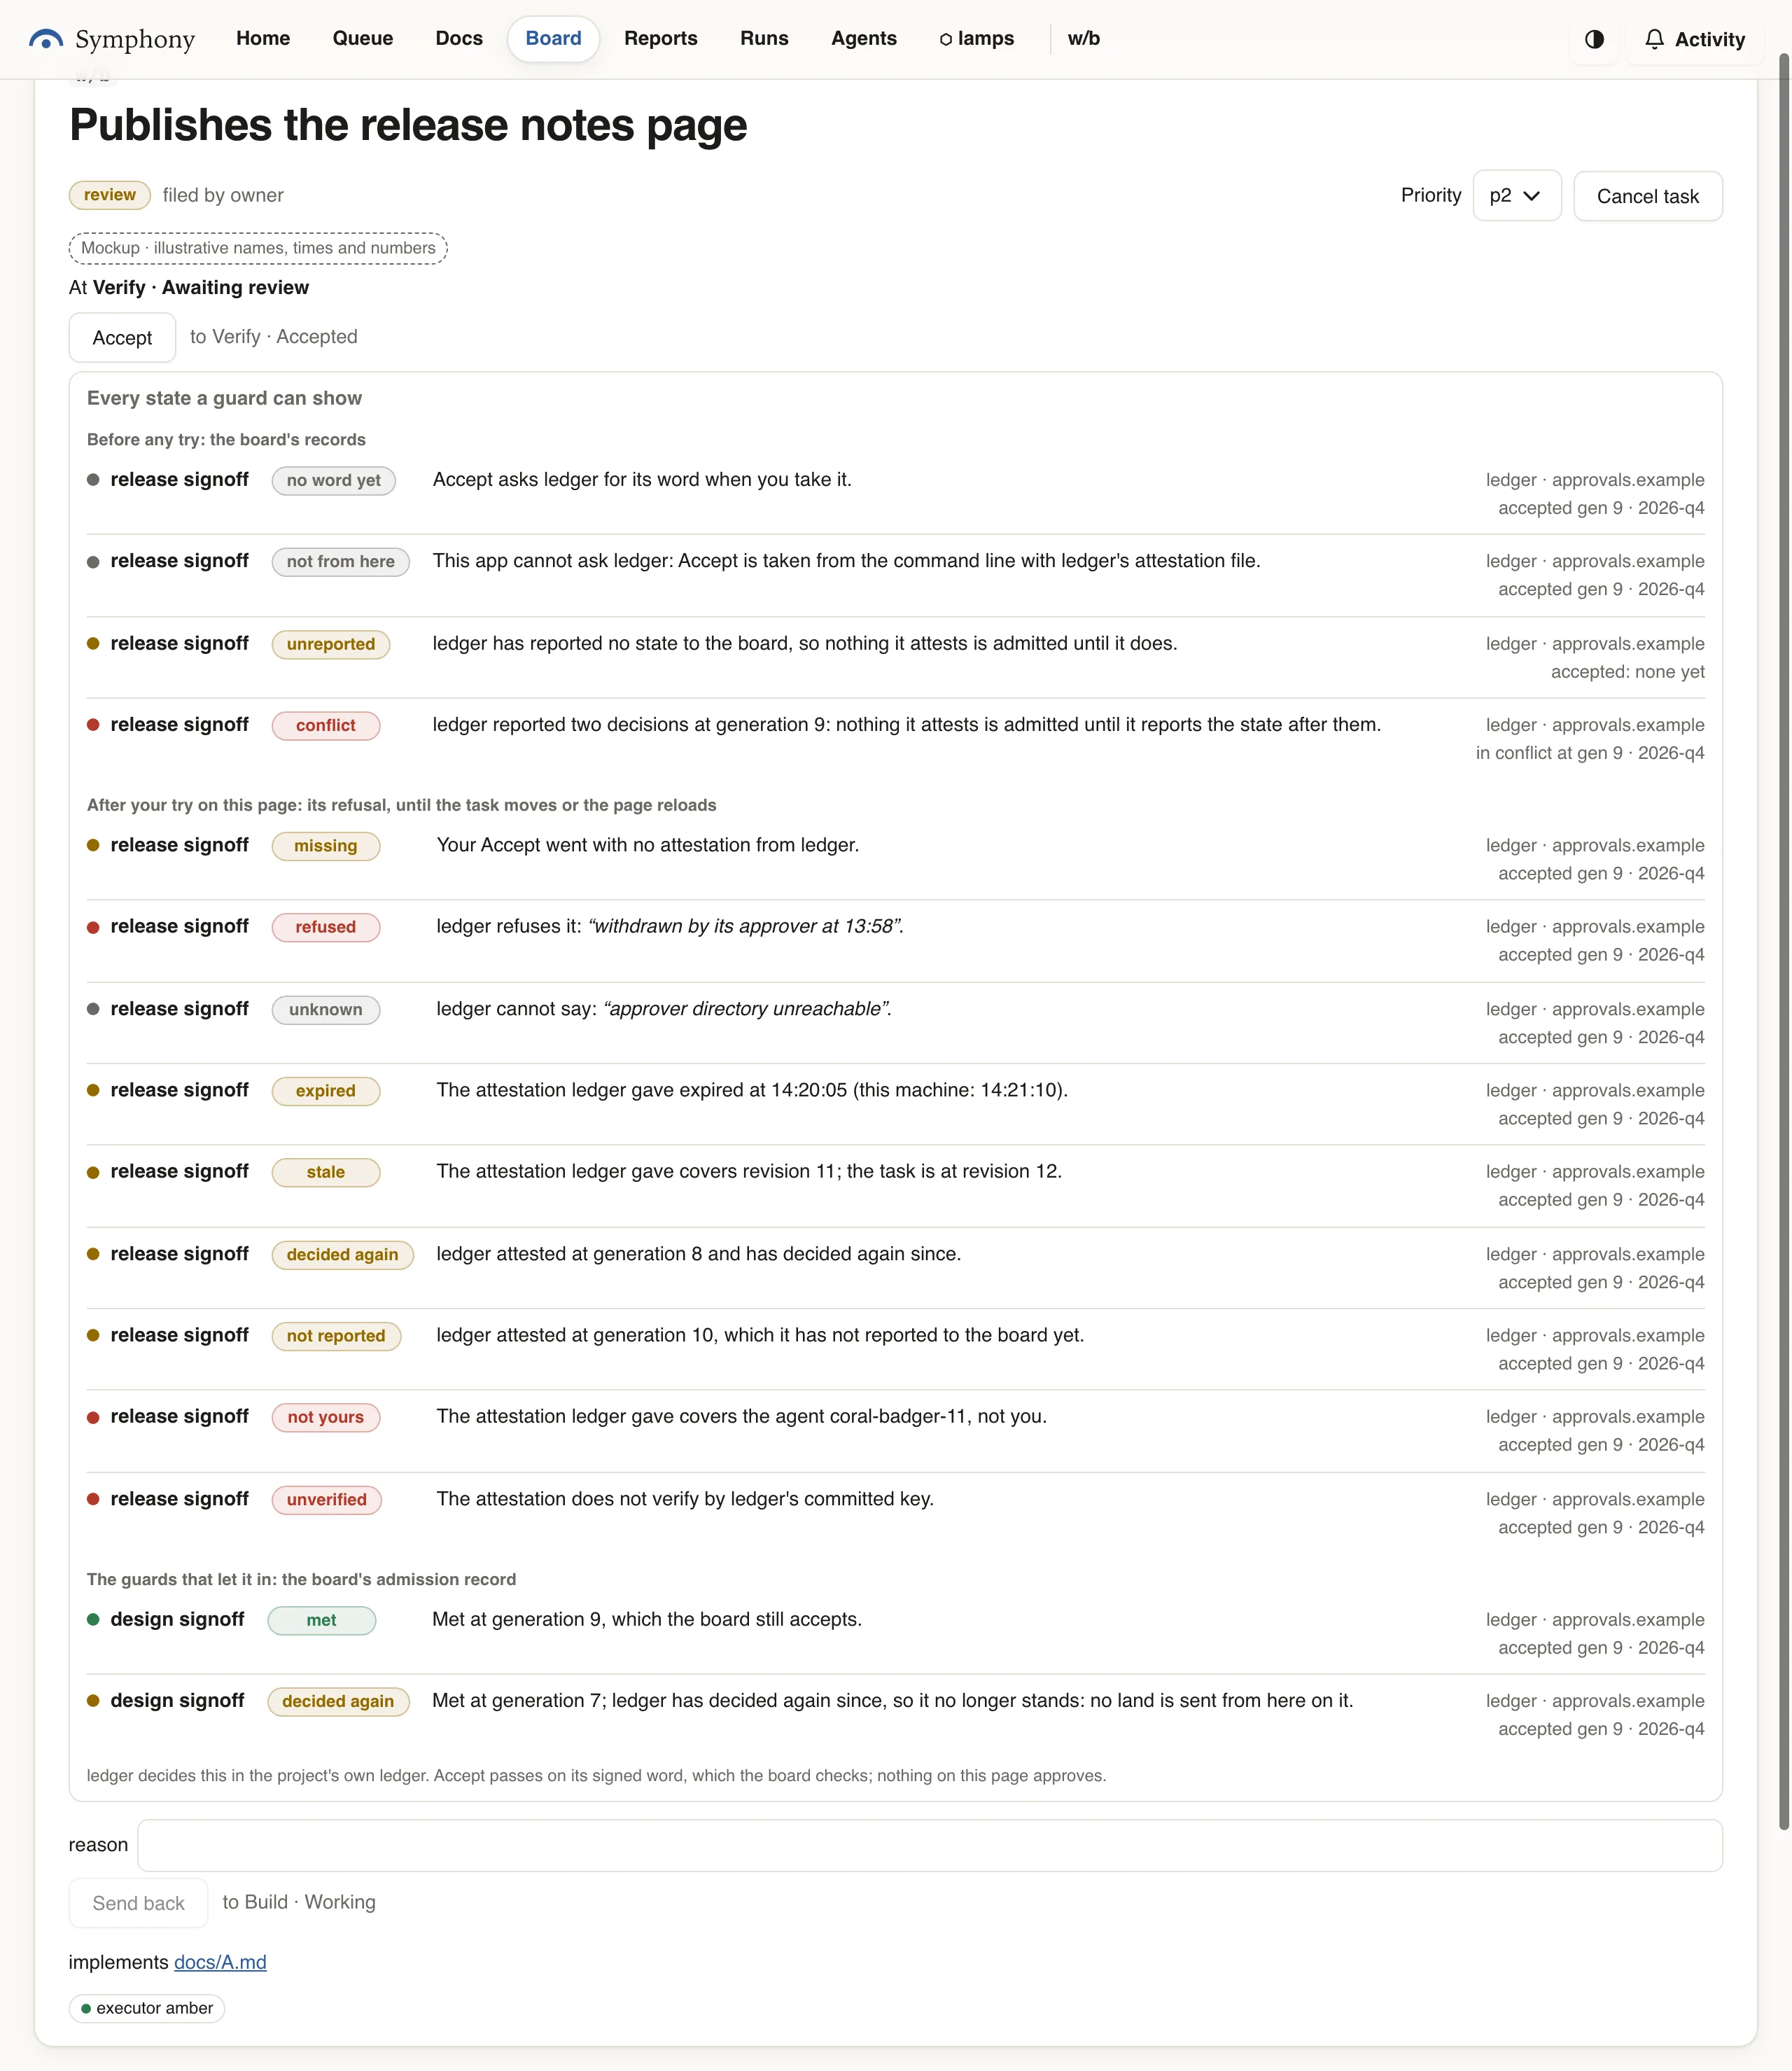 Symphony
Home
Queue
Docs
Board
Reports
Runs
Agents
lamps
w/b
Activity
Publishes the release notes page
review
filed by owner
Priority
p2
Cancel task
Mockup · illustrative names, times and numbers
At Verify · Awaiting review
Accept
to Verify · Accepted
Every state a guard can show
Before any try: the board's records
release signoff
no word yet
Accept asks ledger for its word when you take it.
ledger · approvals.example
accepted gen 9 · 2026-q4
release signoff
not from here
This app cannot ask ledger: Accept is taken from the command line with ledger's attestation file.
ledger · approvals.example
accepted gen 9 · 2026-q4
release signoff
unreported
ledger has reported no state to the board, so nothing it attests is admitted until it does.
ledger · approvals.example
accepted: none yet
release signoff
conflict
ledger reported two decisions at generation 9: nothing it attests is admitted until it reports the state after them.
ledger · approvals.example
in conflict at gen 9 · 2026-q4
After your try on this page: its refusal, until the task moves or the page reloads
release signoff
missing
Your Accept went with no attestation from ledger.
ledger · approvals.example
accepted gen 9 · 2026-q4
release signoff
refused
ledger refuses it: “withdrawn by its approver at 13:58”.
ledger · approvals.example
accepted gen 9 · 2026-q4
release signoff
unknown
ledger cannot say: “approver directory unreachable”.
ledger · approvals.example
accepted gen 9 · 2026-q4
release signoff
expired
The attestation ledger gave expired at 14:20:05 (this machine: 14:21:10).
ledger · approvals.example
accepted gen 9 · 2026-q4
release signoff
stale
The attestation ledger gave covers revision 11; the task is at revision 12.
ledger · approvals.example
accepted gen 9 · 2026-q4
release signoff
decided again
ledger attested at generation 8 and has decided again since.
ledger · approvals.example
accepted gen 9 · 2026-q4
release signoff
not reported
ledger attested at generation 10, which it has not reported to the board yet.
ledger · approvals.example
accepted gen 9 · 2026-q4
release signoff
not yours
The attestation ledger gave covers the agent coral-badger-11, not you.
ledger · approvals.example
accepted gen 9 · 2026-q4
release signoff
unverified
The attestation does not verify by ledger's committed key.
ledger · approvals.example
accepted gen 9 · 2026-q4
The guards that let it in: the board's admission record
design signoff
met
Met at generation 9, which the board still accepts.
ledger · approvals.example
accepted gen 9 · 2026-q4
design signoff
decided again
Met at generation 7; ledger has decided again since, so it no longer stands: no land is sent from here on it.
ledger · approvals.example
accepted gen 9 · 2026-q4
ledger decides this in the project's own ledger. Accept passes on its signed word, which the board checks; nothing on this page approves.
reason
Send back
to Build · Working
implements docs/A.md
executor amber